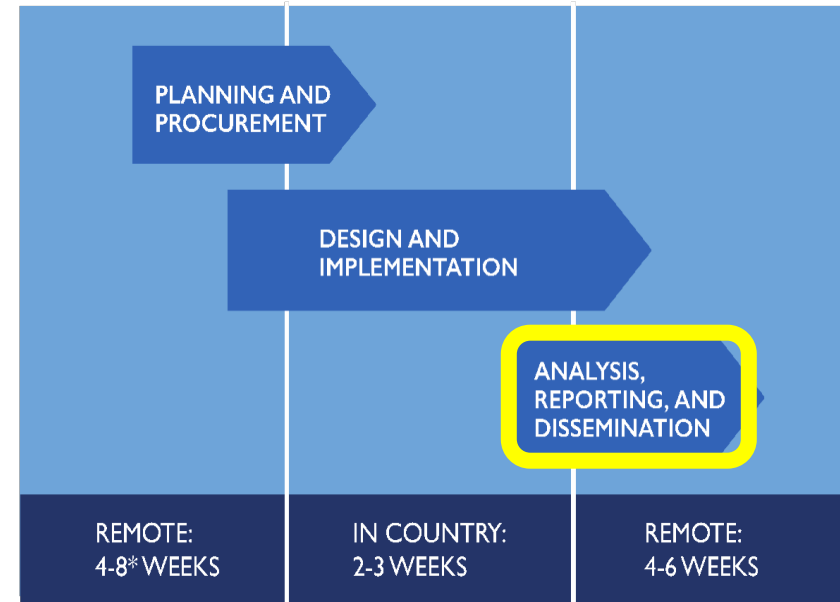 PLANNING AND
PROCUREMENT
DESIGN AND
IMPLEMENTATION
ANALYSIS,
REPORTING, AND
DISSEMINATION
REMOTE:
4-8* WEEKS
IN COUNTRY:
2-3 WEEKS
REMOTE:
4-6 WEEKS